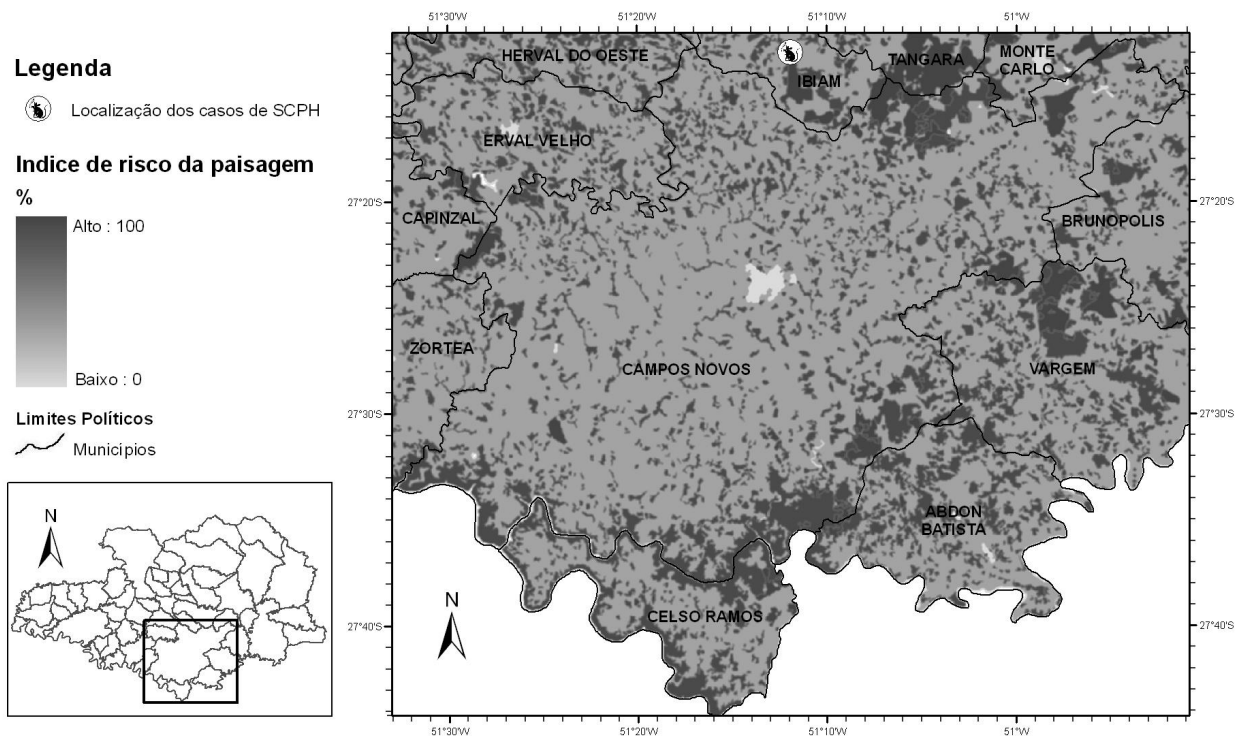 Legenda
Localização dos casos de SCPH
Indice de risco da paisagem
%
Alto : 100
Baixo : 0
Limites Políticos
Municípios
N
51°30'W
51°20'W
51°10'W
51°W
HERVAL DO OESTE
TANGARA
MONTE
CARLO
IBIAM
ERVAL VELHO
27°20'S
27°20'S
CAPINZAL
BRUNOPOLIS
ZORTEA
CAMPOS NOVOS
VARGEM
27°30'S
27°30'S
ABDON
BATISTA
CELSO RAMOS
N
27°40'S
27°40'S
51°30'W
51°20'W
51°10'W
51°W